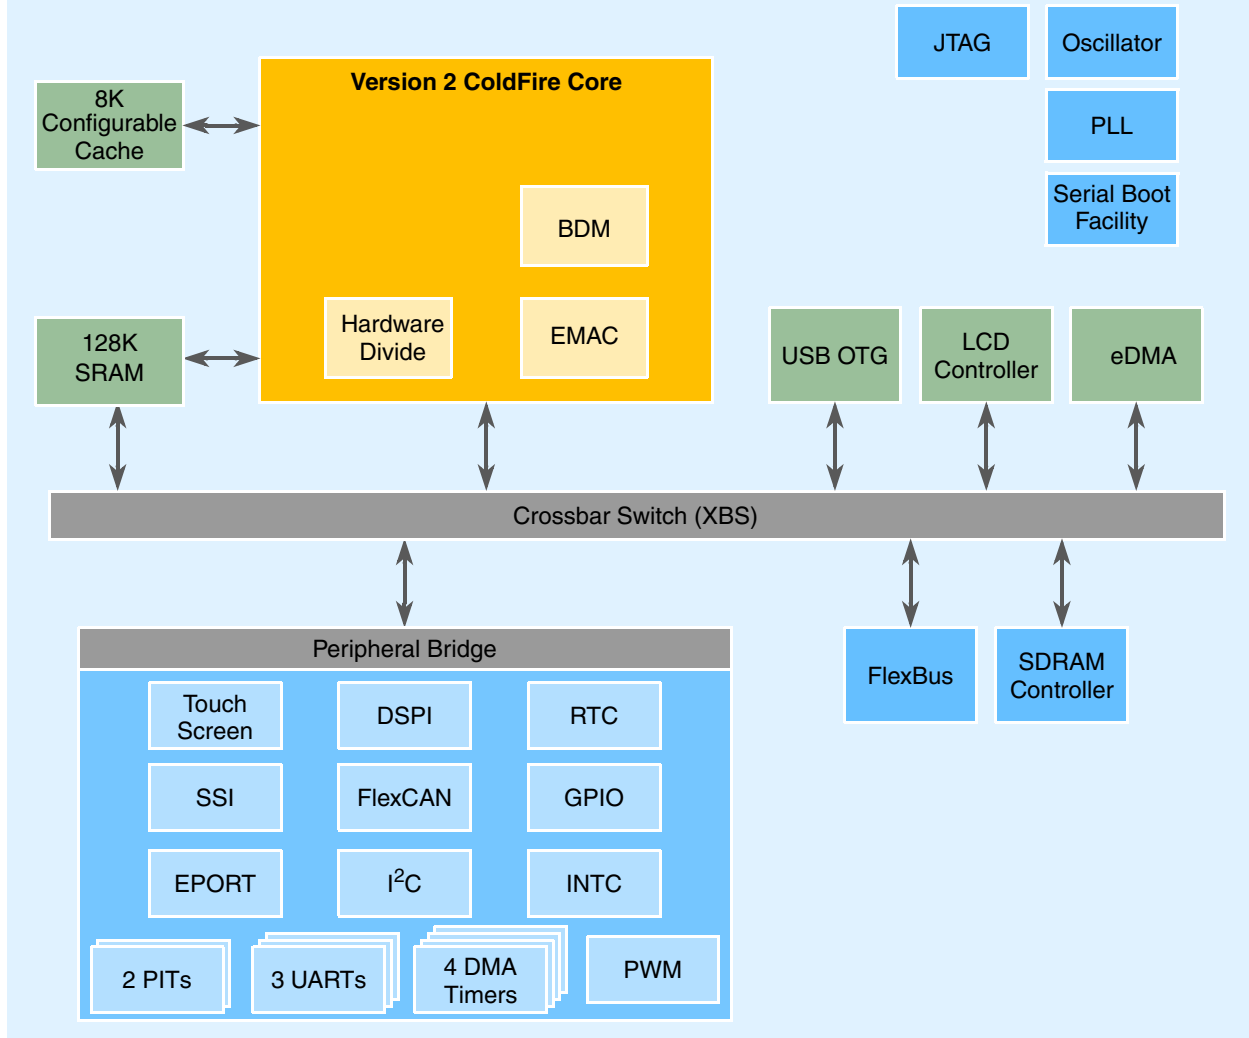 JTAG
Oscillator
8K
Configurable
Cache
Version 2 ColdFire Core
PLL
Serial Boot
Facility
BDM
128K
SRAM
Hardware
Divide
EMAC
USB OTG
LCD
Controller
eDMA
Crossbar Switch (XBS)
Peripheral Bridge
FlexBus
SDRAM
Controller
Touch
Screen
DSPI
RTC
SSI
FlexCAN
GPIO
EPORT
I²C
INTC
2 PITs
3 UARTs
4 DMA
Timers
PWM